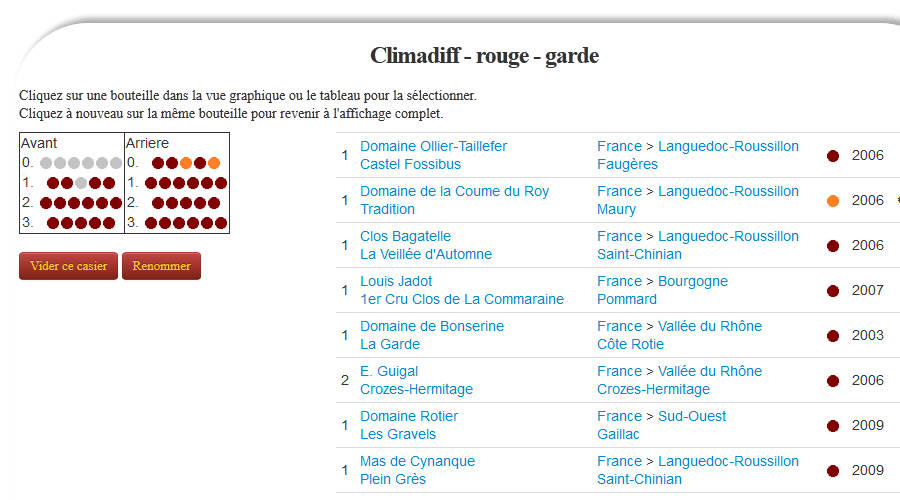 Climadiff - rouge - garde
Cliquez sur une bouteille dans la vue graphique ou le tableau pour la sélectionner.
Cliquez à nouveau sur la même bouteille pour revenir à l'affichage complet.
Avant Arriere
0. 0.
1. 1.
2. 2.
3. 3.
Vider ce casier Renommer
1 Domaine Ollier-Taillefer France > Languedoc-Roussillon 2006
Castel Fossibus Faugères
1 Domaine de la Coume du Roy France > Languedoc-Roussillon 2006
Tradition Maury
1 Clos Bagatelle France > Languedoc-Roussillon 2006
La Veillée d'Automne Saint-Chinian
1 Louis Jadot France > Bourgogne 2007
1er Cru Clos de La Commaraine Pommard
1 Domaine de Bonserine France > Vallée du Rhône 2003
La Garde Côte Rotie
2 E. Guigal France > Vallée du Rhône 2006
Crozes-Hermitage Crozes-Hermitage
1 Domaine Rotier France > Sud-Ouest 2009
Les Gravels Gaillac
1 Mas de Cynanque France > Languedoc-Roussillon 2009
Plein Grès Saint-Chinian